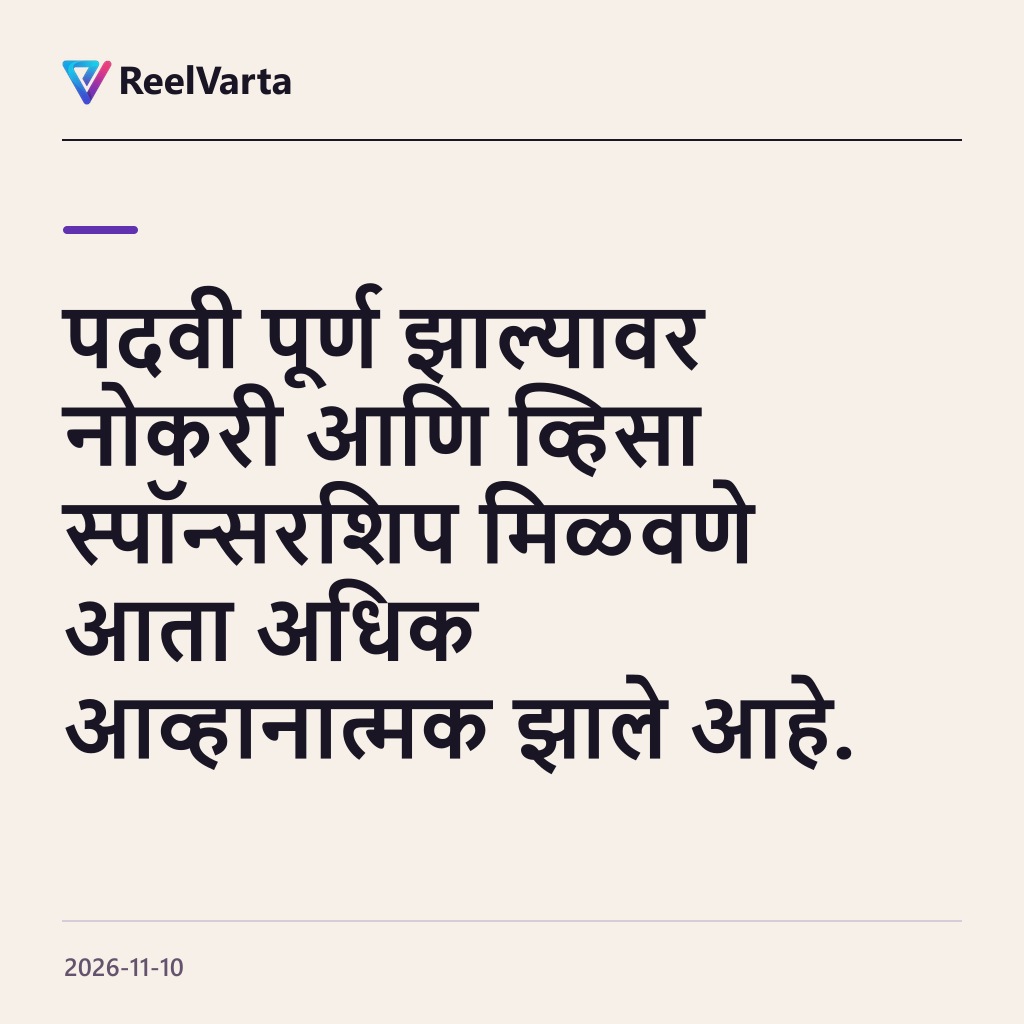 ReelVarta
पदवी पूर्ण झाल्यावर
नोकरी आणि व्हिसा
स्पॉन्सरशिप मिळवणे
आता अधिक
आव्हानात्मक झाले आहे.
2026-11-10